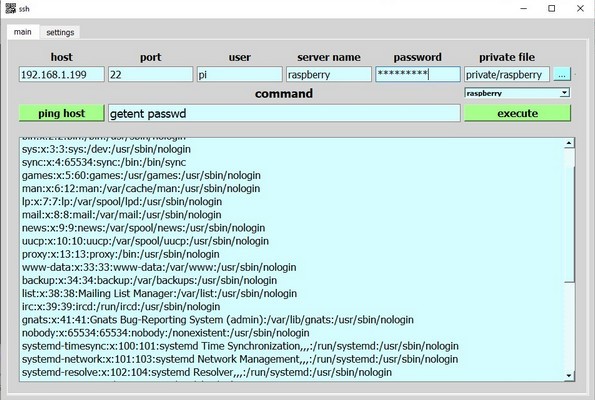 ssh
main settings
host port user server name password private file
192.168.1.199 22 pi raspberry ********* private/raspberry ...
command raspberry
ping host getent passwd execute
bin:x:2:2:bin:/bin:/usr/sbin/nologin
sys:x:3:3:sys:/dev:/usr/sbin/nologin
sync:x:4:65534:sync:/bin:/bin/sync
games:x:5:60:games:/usr/games:/usr/sbin/nologin
man:x:6:12:man:/var/cache/man:/usr/sbin/nologin
lp:x:7:7:lp:/var/spool/lpd:/usr/sbin/nologin
mail:x:8:8:mail:/var/mail:/usr/sbin/nologin
news:x:9:9:news:/var/spool/news:/usr/sbin/nologin
uucp:x:10:10:uucp:/var/spool/uucp:/usr/sbin/nologin
proxy:x:13:13:proxy:/bin:/usr/sbin/nologin
www-data:x:33:33:www-data:/var/www:/usr/sbin/nologin
backup:x:34:34:backup:/var/backups:/usr/sbin/nologin
list:x:38:38:Mailing List Manager:/var/list:/usr/sbin/nologin
irc:x:39:39:ircd:/run/ircd:/usr/sbin/nologin
gnats:x:41:41:Gnats Bug-Reporting System (admin):/var/lib/gnats:/usr/sbin/nologin
nobody:x:65534:65534:nobody:/nonexistent:/usr/sbin/nologin
systemd-timesync:x:100:101:systemd Time Synchronization,,,:/run/systemd:/usr/sbin/nologin
systemd-network:x:101:103:systemd Network Management,,,:/run/systemd:/usr/sbin/nologin
systemd-resolve:x:102:104:systemd Resolver,,,:/run/systemd:/usr/sbin/nologin